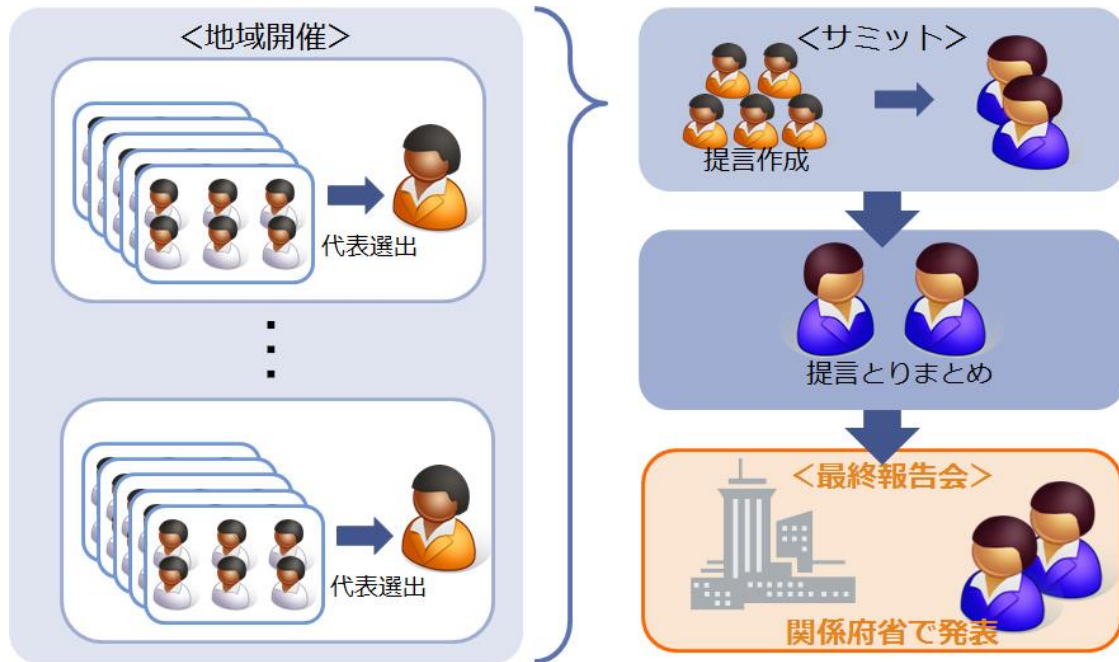 ＜地域開催＞
代表選出
代表選出
＜サミット＞
提言作成
提言とりまとめ
＜最終報告会＞
関係府省で発表